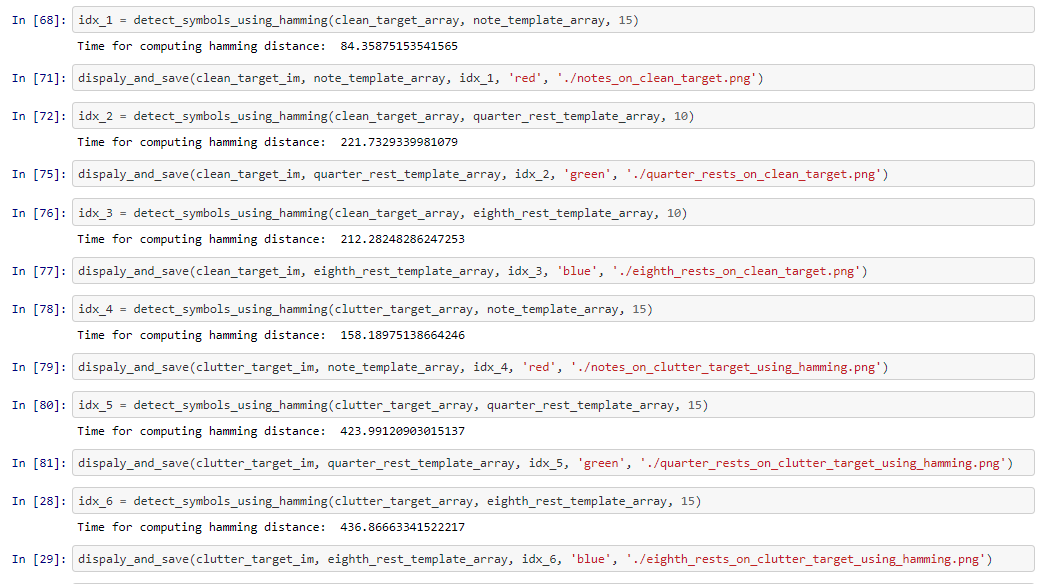 In [68]: idx_1 = detect_symbols_using_hamming(clean_target_array, note_template_array, 15)
Time for computing hamming distance:  84.35875153541565
In [71]: dispaly_and_save(clean_target_im, note_template_array, idx_1, 'red', './notes_on_clean_target.png')
In [72]: idx_2 = detect_symbols_using_hamming(clean_target_array, quarter_rest_template_array, 10)
Time for computing hamming distance:  221.7329339981079
In [75]: dispaly_and_save(clean_target_im, quarter_rest_template_array, idx_2, 'green', './quarter_rests_on_clean_target.png')
In [76]: idx_3 = detect_symbols_using_hamming(clean_target_array, eighth_rest_template_array, 10)
Time for computing hamming distance:  212.28248286247253
In [77]: dispaly_and_save(clean_target_im, eighth_rest_template_array, idx_3, 'blue', './eighth_rests_on_clean_target.png')
In [78]: idx_4 = detect_symbols_using_hamming(clutter_target_array, note_template_array, 15)
Time for computing hamming distance:  158.18975138664246
In [79]: dispaly_and_save(clutter_target_im, note_template_array, idx_4, 'red', './notes_on_clutter_target_using_hamming.png')
In [80]: idx_5 = detect_symbols_using_hamming(clutter_target_array, quarter_rest_template_array, 15)
Time for computing hamming distance:  423.99120903015137
In [81]: dispaly_and_save(clutter_target_im, quarter_rest_template_array, idx_5, 'green', './quarter_rests_on_clutter_target_using_hamming.png')
In [28]: idx_6 = detect_symbols_using_hamming(clutter_target_array, eighth_rest_template_array, 15)
Time for computing hamming distance:  436.86663341522217
In [29]: dispaly_and_save(clutter_target_im, eighth_rest_template_array, idx_6, 'blue', './eighth_rests_on_clutter_target_using_hamming.png')